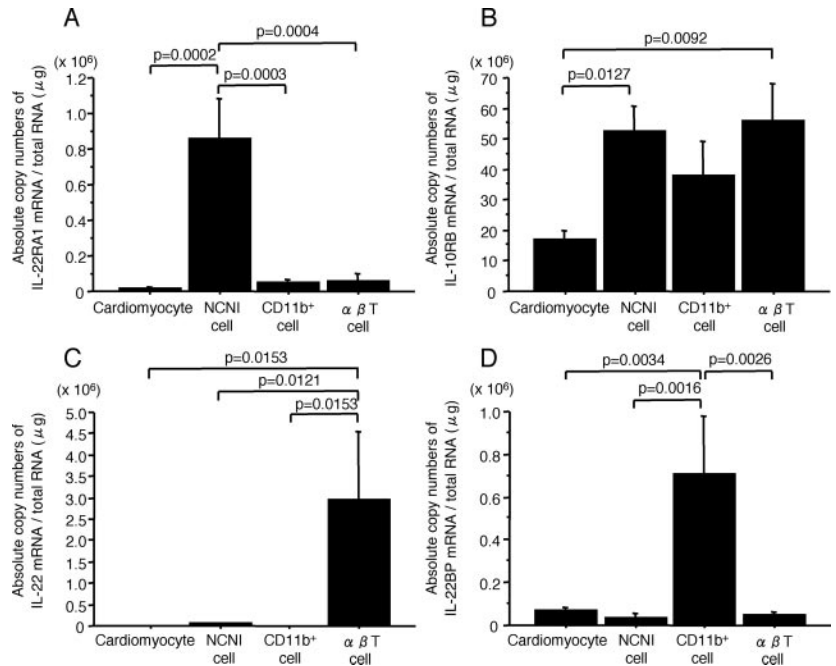 A
(x 10⁶)
p=0.0004
p=0.0002
p=0.0003
Absolute copy numbers of
IL-22RA1 mRNA / total RNA (μg)
1.2
1.0
0.8
0.6
0.4
0.2
0
Cardiomyocyte NCNI cell CD11b⁺ cell αβT cell
B
(x 10⁶)
p=0.0092
p=0.0127
Absolute copy numbers of
IL-10RB mRNA / total RNA (μg)
70
60
50
40
30
20
10
0
Cardiomyocyte NCNI cell CD11b⁺ cell αβT cell
C
(x 10⁶)
p=0.0153
p=0.0121
p=0.0153
Absolute copy numbers of
IL-22 mRNA / total RNA (μg)
5.0
4.5
4.0
3.5
3.0
2.5
2.0
1.5
1.0
0.5
0
Cardiomyocyte NCNI cell CD11b⁺ cell αβT cell
D
(x 10⁶)
p=0.0034
p=0.0026
p=0.0016
Absolute copy numbers of
IL-22BP mRNA / total RNA (μg)
1.0
0.8
0.6
0.4
0.2
0
Cardiomyocyte NCNI cell CD11b⁺ cell αβT cell